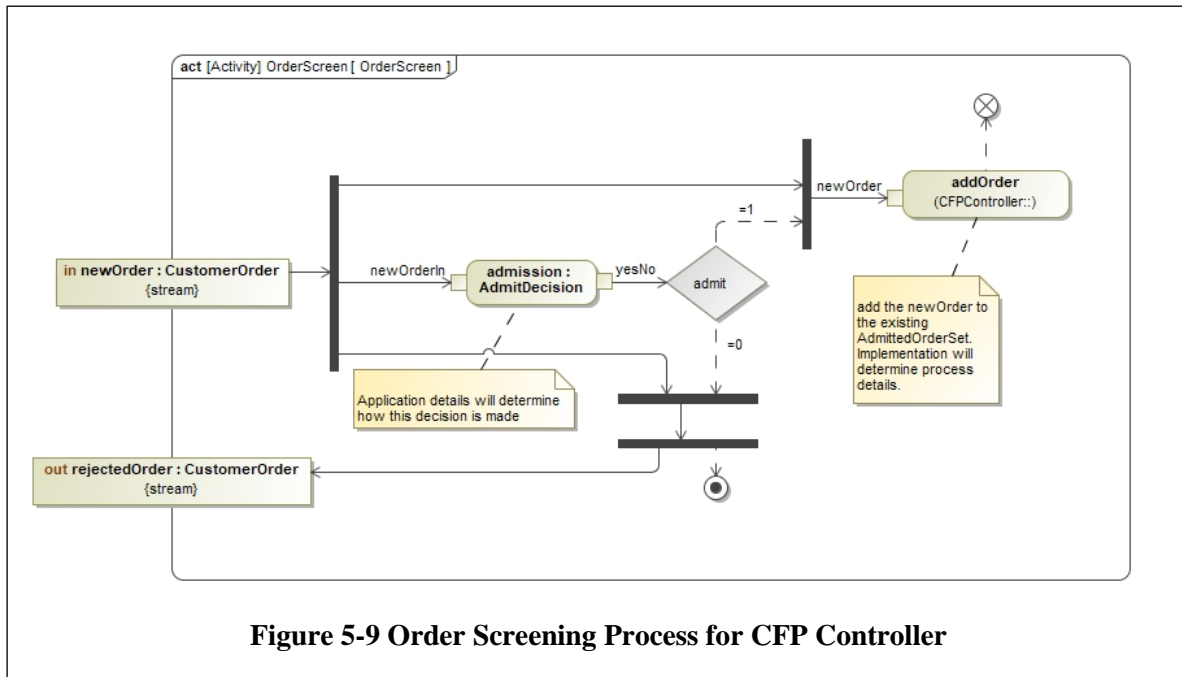 act [Activity] OrderScreen [ OrderScreen ]
newOrder
addOrder
(CFPController::)
=1
in newOrder : CustomerOrder
{stream}
newOrderIn
admission :
AdmitDecision
yesNo
admit
add the newOrder to
the existing
AdmittedOrderSet.
Implementation will
determine process
details.
=0
Application details will determine
how this decision is made
out rejectedOrder : CustomerOrder
{stream}
Figure 5-9 Order Screening Process for CFP Controller